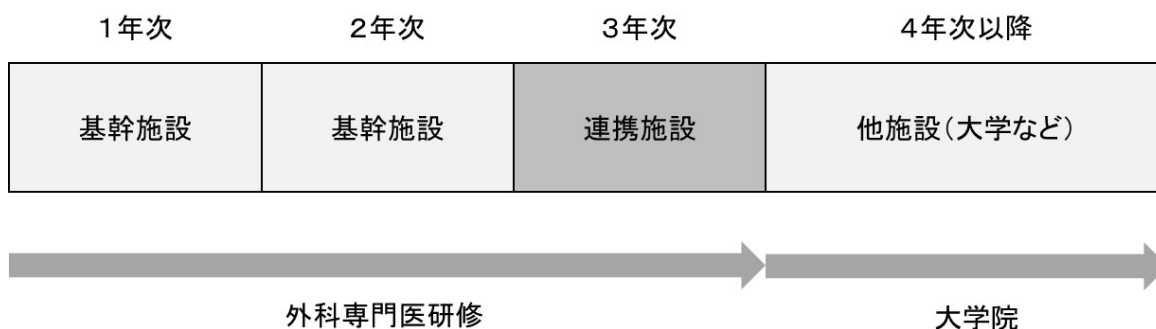 １年次 ２年次 ３年次 ４年次以降
基幹施設 基幹施設 連携施設 他施設（大学など）
外科専門医研修 大学院